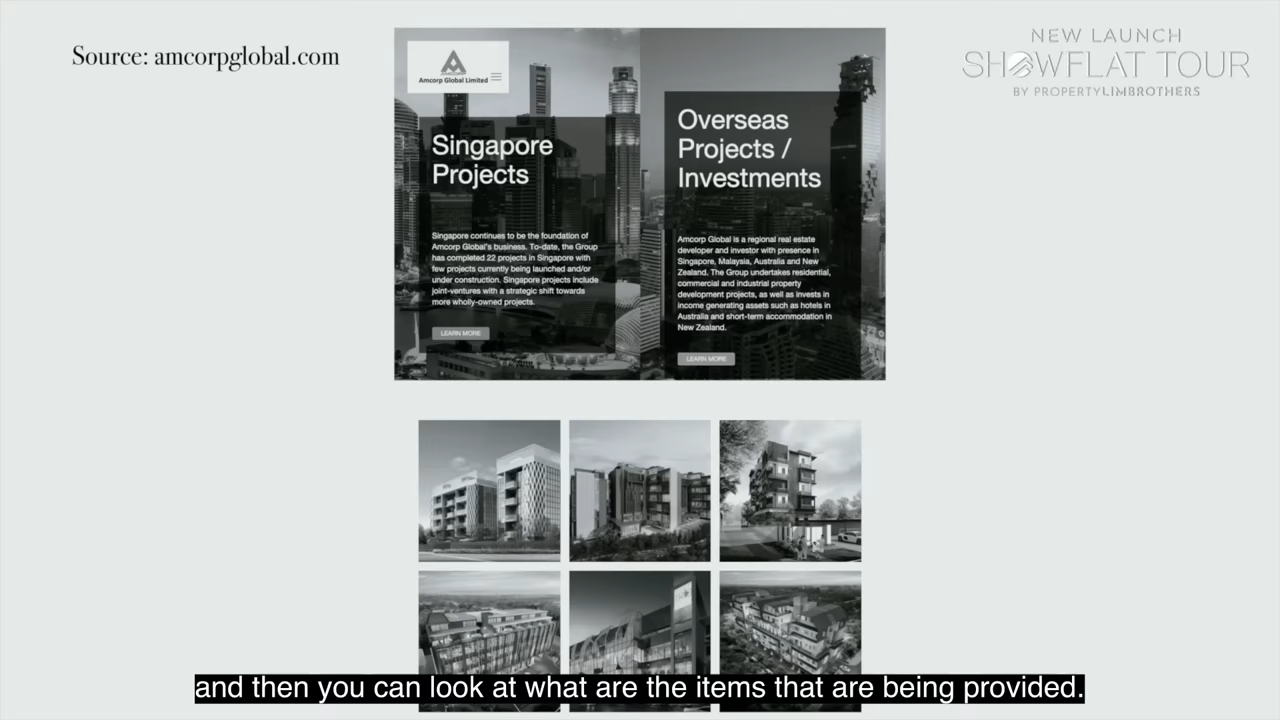 Source: amcorpglobal.com
NEW LAUNCH
SHOWFLAT TOUR
BY PROPERTYLIMBROTHERS
Amcorp Global Limited
Singapore
Projects
Singapore continues to be the foundation of
Amcorp Global's business. To-date, the Group
has completed 22 projects in Singapore with
few projects currently being launched and/or
under construction. Singapore projects include
joint-ventures with a strategic shift towards
more wholly-owned projects.
LEARN MORE
Overseas
Projects /
Investments
Amcorp Global is a regional real estate
developer and investor with presence in
Singapore, Malaysia, Australia and New
Zealand. The Group undertakes residential,
commercial and industrial property
development projects, as well as invests in
income generating assets such as hotels in
Australia and short-term accommodation in
New Zealand.
LEARN MORE
and then you can look at what are the items that are being provided.